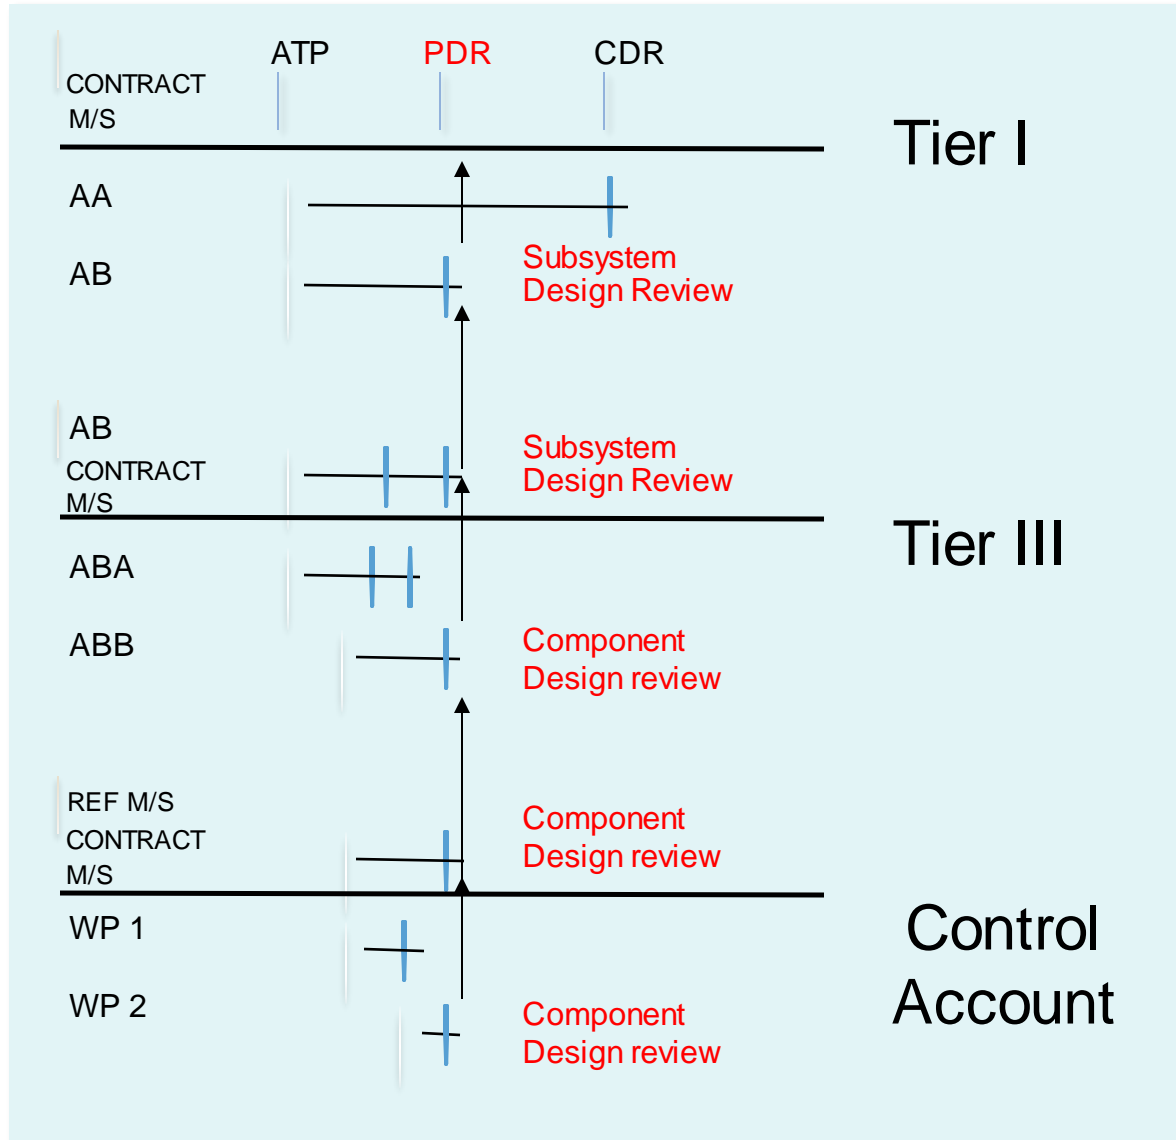 ATP PDR CDR
CONTRACT
M/S
Tier I
AA
AB
Subsystem
Design Review
AB
CONTRACT
M/S
Subsystem
Design Review
Tier III
ABA
ABB
Component
Design review
REF M/S
CONTRACT
M/S
Component
Design review
WP 1
Control
Account
WP 2
Component
Design review